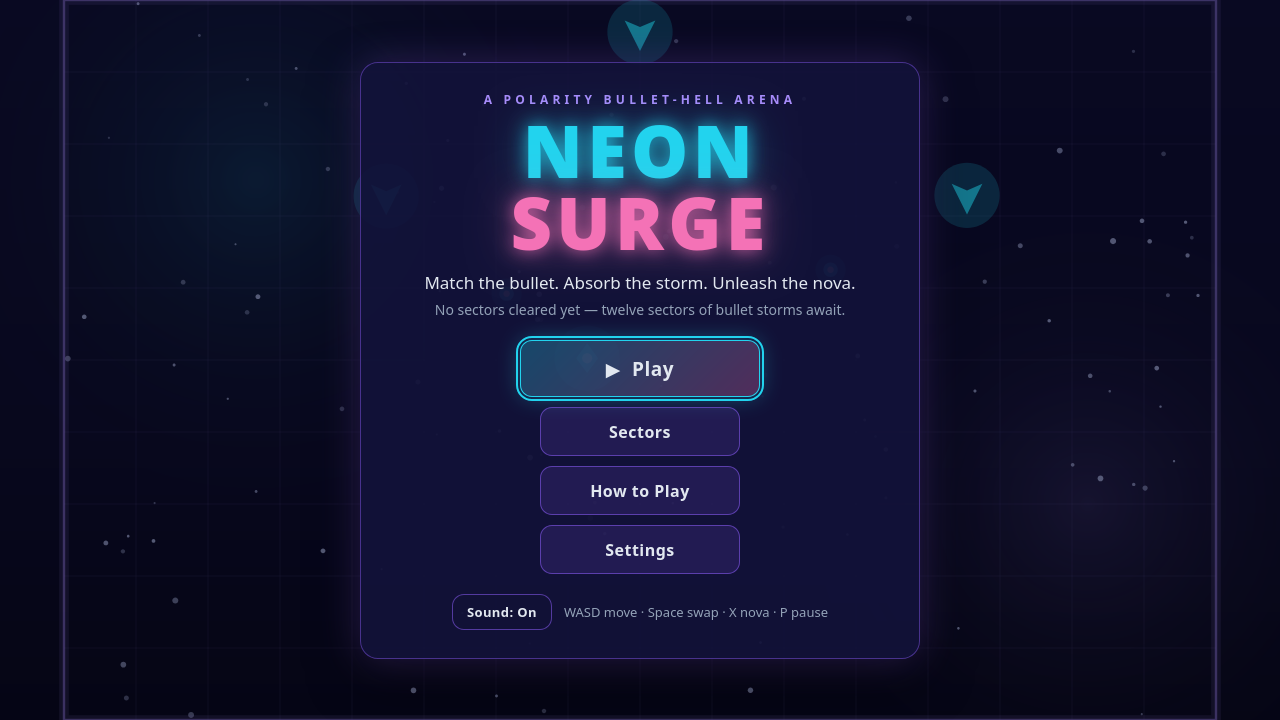 A POLARITY BULLET-HELL ARENA
NEON
SURGE
Match the bullet. Absorb the storm. Unleash the nova.
No sectors cleared yet — twelve sectors of bullet storms await.
▶ Play
Sectors
How to Play
Settings
Sound: On
WASD move · Space swap · X nova · P pause